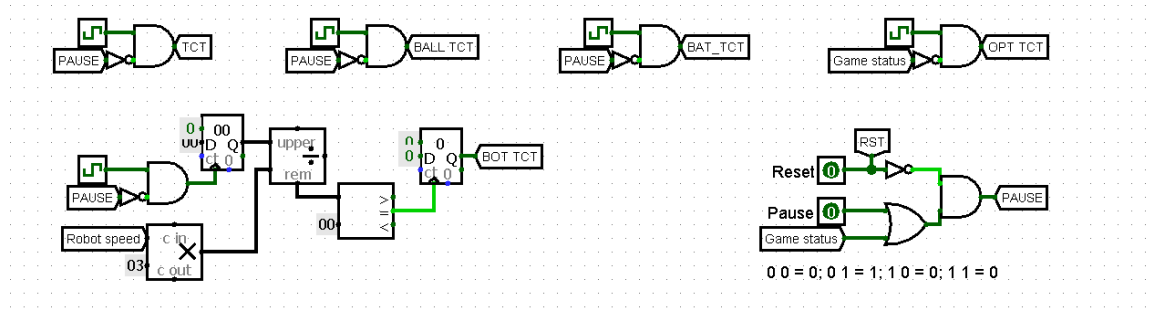 PAUSE TCT
PAUSE BALL TCT
PAUSE BAT_TCT
Game status OPT TCT
0 00
00 D Q
ct 0
PAUSE
upper
rem
Robot speed c in
03 c out
00
>
=
<
0
0 D Q
ct 0
BOT TCT
RST
Reset 0
Pause 0
Game status
PAUSE
0 0 = 0; 0 1 = 1; 1 0 = 0; 1 1 = 0